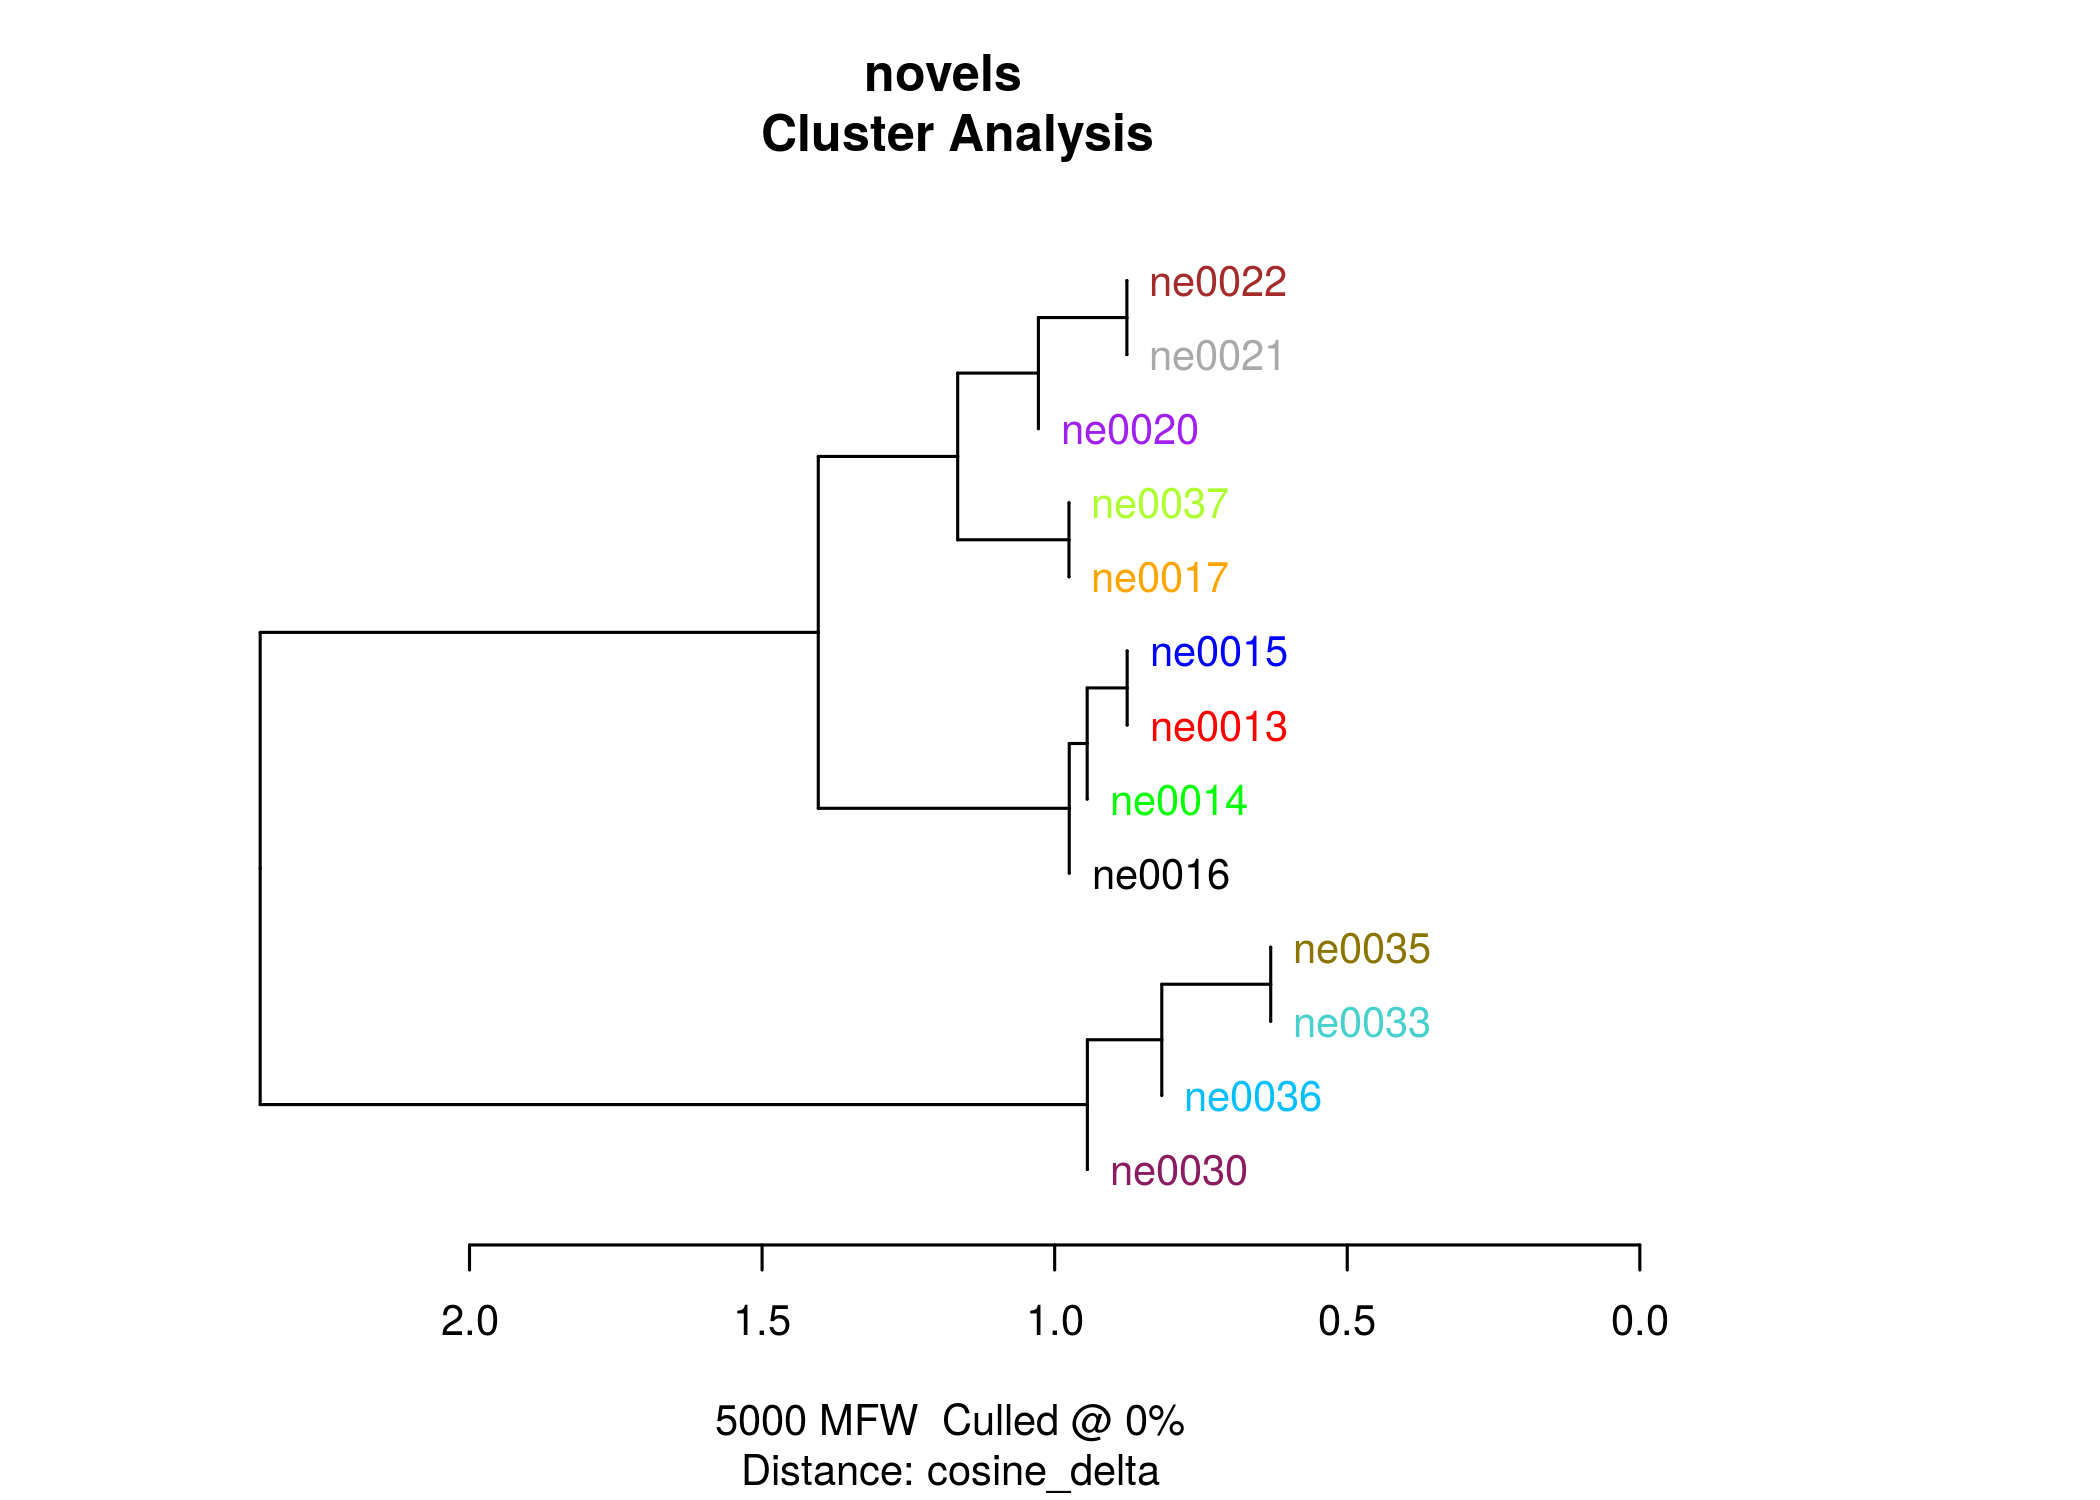 novels
Cluster Analysis
ne0022
ne0021
ne0020
ne0037
ne0017
ne0015
ne0013
ne0014
ne0016
ne0035
ne0033
ne0036
ne0030
2.0 1.5 1.0 0.5 0.0
5000 MFW  Culled @ 0%
Distance: cosine_delta